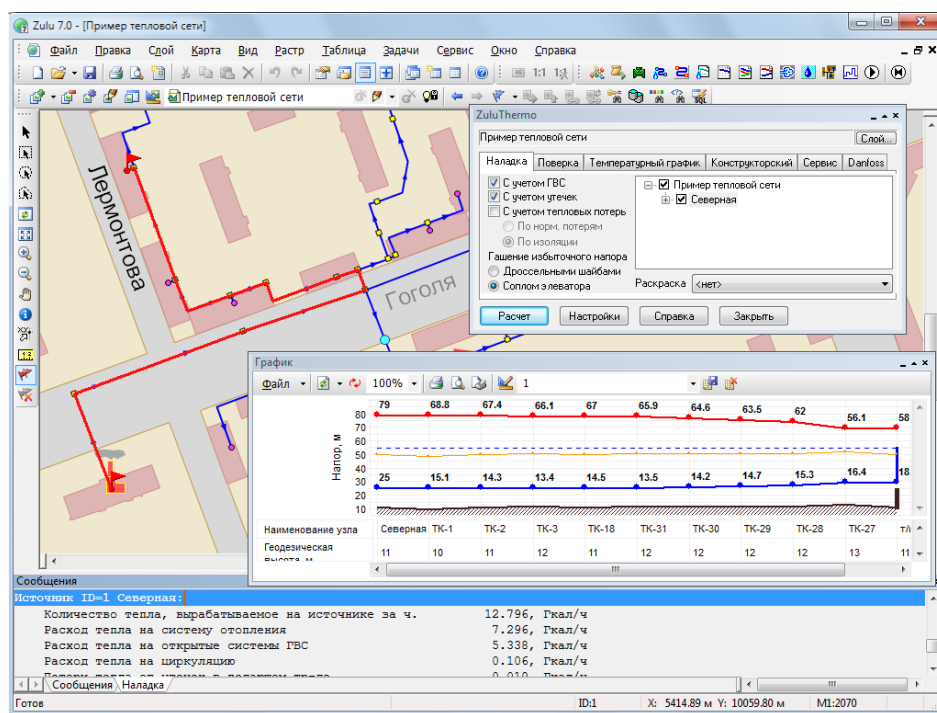 Zulu 7.0 - [Пример тепловой сети]
Файл Правка Слой Карта Вид Растр Таблица Задачи Сервис Окно Справка
1:1
Пример тепловой сети
ZuluThermo
Пример тепловой сети Слой...
Наладка Поверка Температурный график Конструкторский Сервис Danfoss
С учетом ГВС
С учетом утечек
С учетом тепловых потерь
По норм. потерям
По изоляции
Гашение избыточного напора
Дроссельными шайбами
Соплом элеватора
Пример тепловой сети
Северная
Раскраска <нет>
Расчет Настройки Справка Закрыть
Лермонтова
Гоголя
График
Файл 100% 1
Напор, м
80
70
60
50
40
30
20
10
79 68.8 67.4 66.1 67 65.9 64.6 63.5 62 56.1 58
25 15.1 14.3 13.4 14.5 13.5 14.2 14.7 15.3 16.4 18
Наименование узла Северная ТК-1 ТК-2 ТК-3 ТК-18 ТК-31 ТК-30 ТК-29 ТК-28 ТК-27
Геодезическая
высота, м
11 10 11 12 11 12 12 12 12 13 11
Сообщения
Источник ID=1 Северная:
Количество тепла, вырабатываемое на источнике за ч. 12.796, Гкал/ч
Расход тепла на систему отопления 7.296, Гкал/ч
Расход тепла на открытые системы ГВС 5.338, Гкал/ч
Расход тепла на циркуляцию 0.106, Гкал/ч
Сообщения Наладка
Готов ID:1 X: 5414.89 м Y: 10059.80 м М1:2070